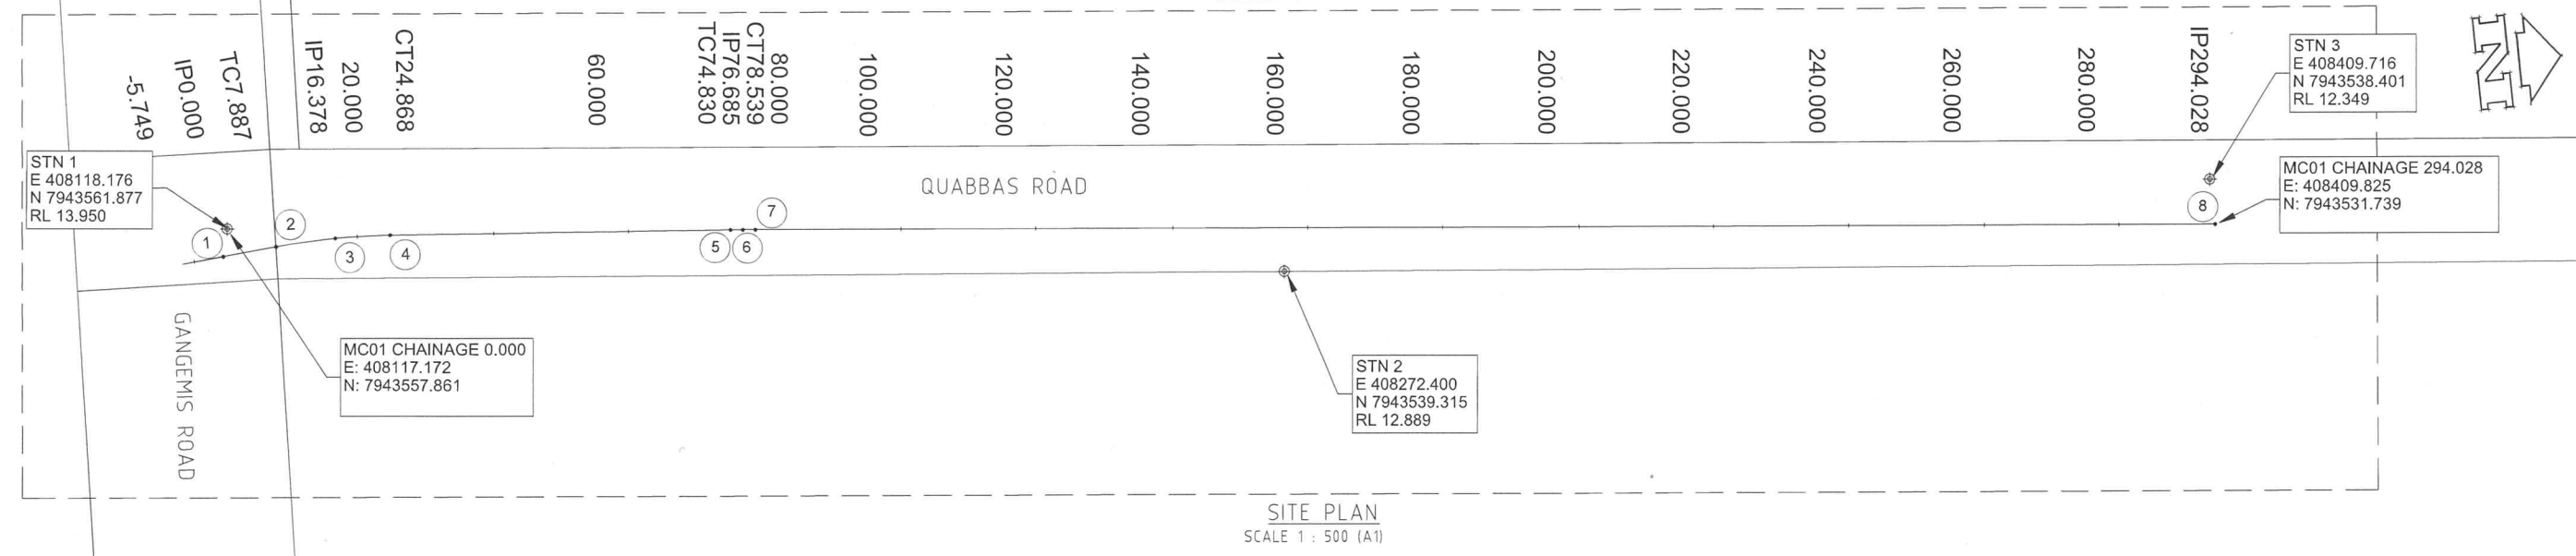 -5.749
IP0.000
TC7.887
IP16.378
20.000
CT24.868
60.000
TC74.830
IP76.685
CT78.539
80.000
100.000
120.000
140.000
160.000
180.000
200.000
220.000
240.000
260.000
280.000
IP294.028
STN 3
E 408409.716
N 7943538.401
RL 12.349
N
STN 1
E 408118.176
N 7943561.877
RL 13.950
QUABBAS ROAD
MC01 CHAINAGE 294.028
E: 408409.825
N: 7943531.739
1
2
3
4
5
6
7
8
GANGEMIS ROAD
MC01 CHAINAGE 0.000
E: 408117.172
N: 7943557.861
STN 2
E 408272.400
N 7943539.315
RL 12.889
SITE PLAN
SCALE 1 : 500 (A1)